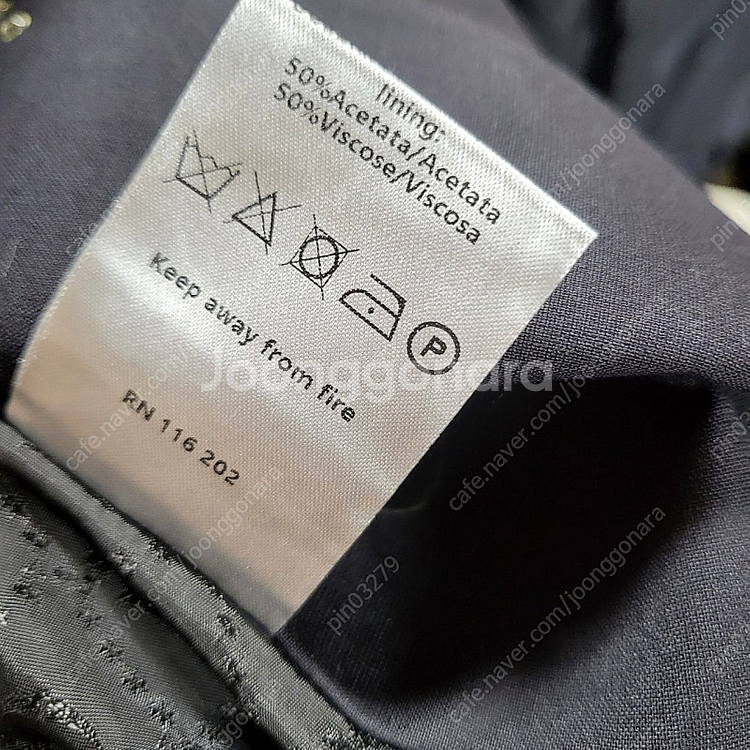 lining:
50%Acetata/Acetata
50%Viscose/Viscosa
P
Keep away from fire
RN 116 202
Joonggonara
cafe.naver.com/joonggonara
pin03279